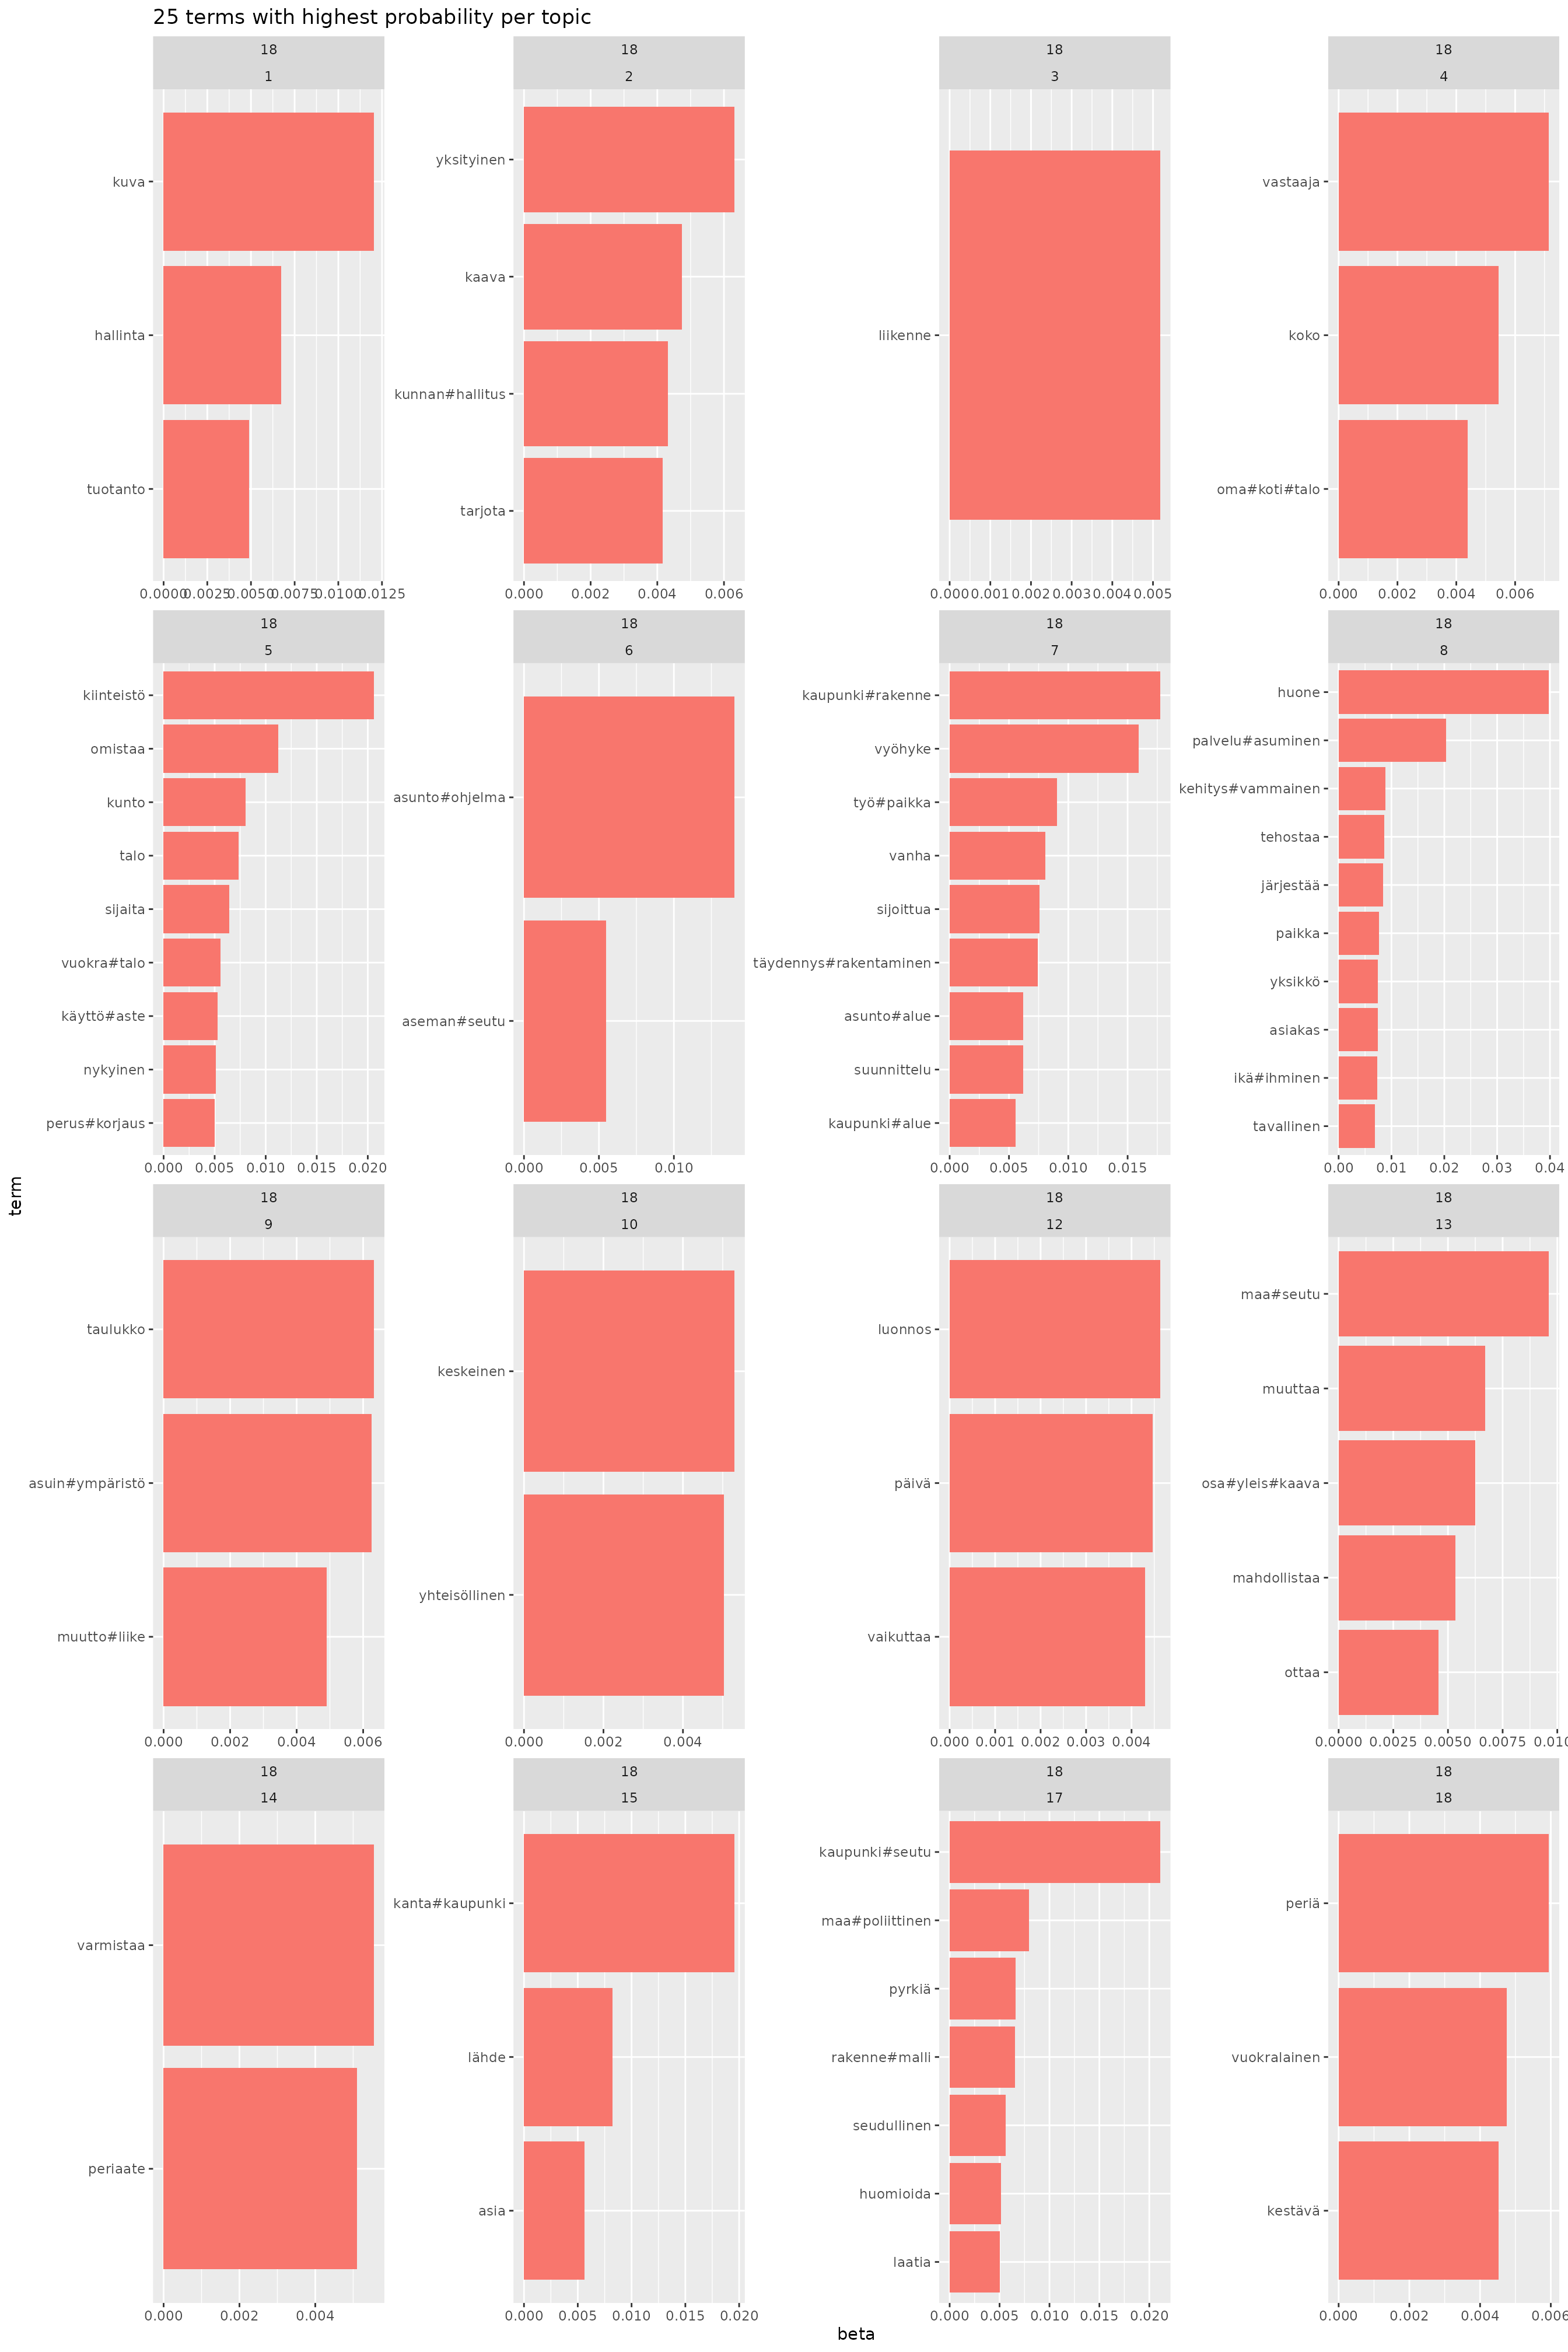 25 terms with highest probability per topic
18 18 18 18
1 2 3 4
kuva
hallinta
tuotanto
0.0000 0.0025 0.0050 0.0075 0.0100 0.0125
yksityinen
kaava
kunnan#hallitus
tarjota
0.000 0.002 0.004 0.006
liikenne
0.000 0.001 0.002 0.003 0.004 0.005
vastaaja
koko
oma#koti#talo
0.000 0.002 0.004 0.006
18 18 18 18
5 6 7 8
kiinteistö
omistaa
kunto
talo
sijaita
vuokra#talo
käyttö#aste
nykyinen
perus#korjaus
0.000 0.005 0.010 0.015 0.020
asunto#ohjelma
aseman#seutu
0.000 0.005 0.010
kaupunki#rakenne
vyöhyke
työ#paikka
vanha
sijoittua
täydennys#rakentaminen
asunto#alue
suunnittelu
kaupunki#alue
0.000 0.005 0.010 0.015
huone
palvelu#asuminen
kehitys#vammainen
tehostaa
järjestää
paikka
yksikkö
asiakas
ikä#ihminen
tavallinen
0.00 0.01 0.02 0.03 0.04
18 18 18 18
9 10 12 13
taulukko
asuin#ympäristö
muutto#liike
0.000 0.002 0.004 0.006
keskeinen
yhteisöllinen
0.000 0.002 0.004
luonnos
päivä
vaikuttaa
0.000 0.001 0.002 0.003 0.004
maa#seutu
muuttaa
osa#yleis#kaava
mahdollistaa
ottaa
0.0000 0.0025 0.0050 0.0075 0.010
18 18 18 18
14 15 17 18
varmistaa
periaate
0.000 0.002 0.004
kanta#kaupunki
lähde
asia
0.000 0.005 0.010 0.015 0.020
kaupunki#seutu
maa#poliittinen
pyrkiä
rakenne#malli
seudullinen
huomioida
laatia
0.000 0.005 0.010 0.015 0.020
periä
vuokralainen
kestävä
0.000 0.002 0.004 0.006
term
beta